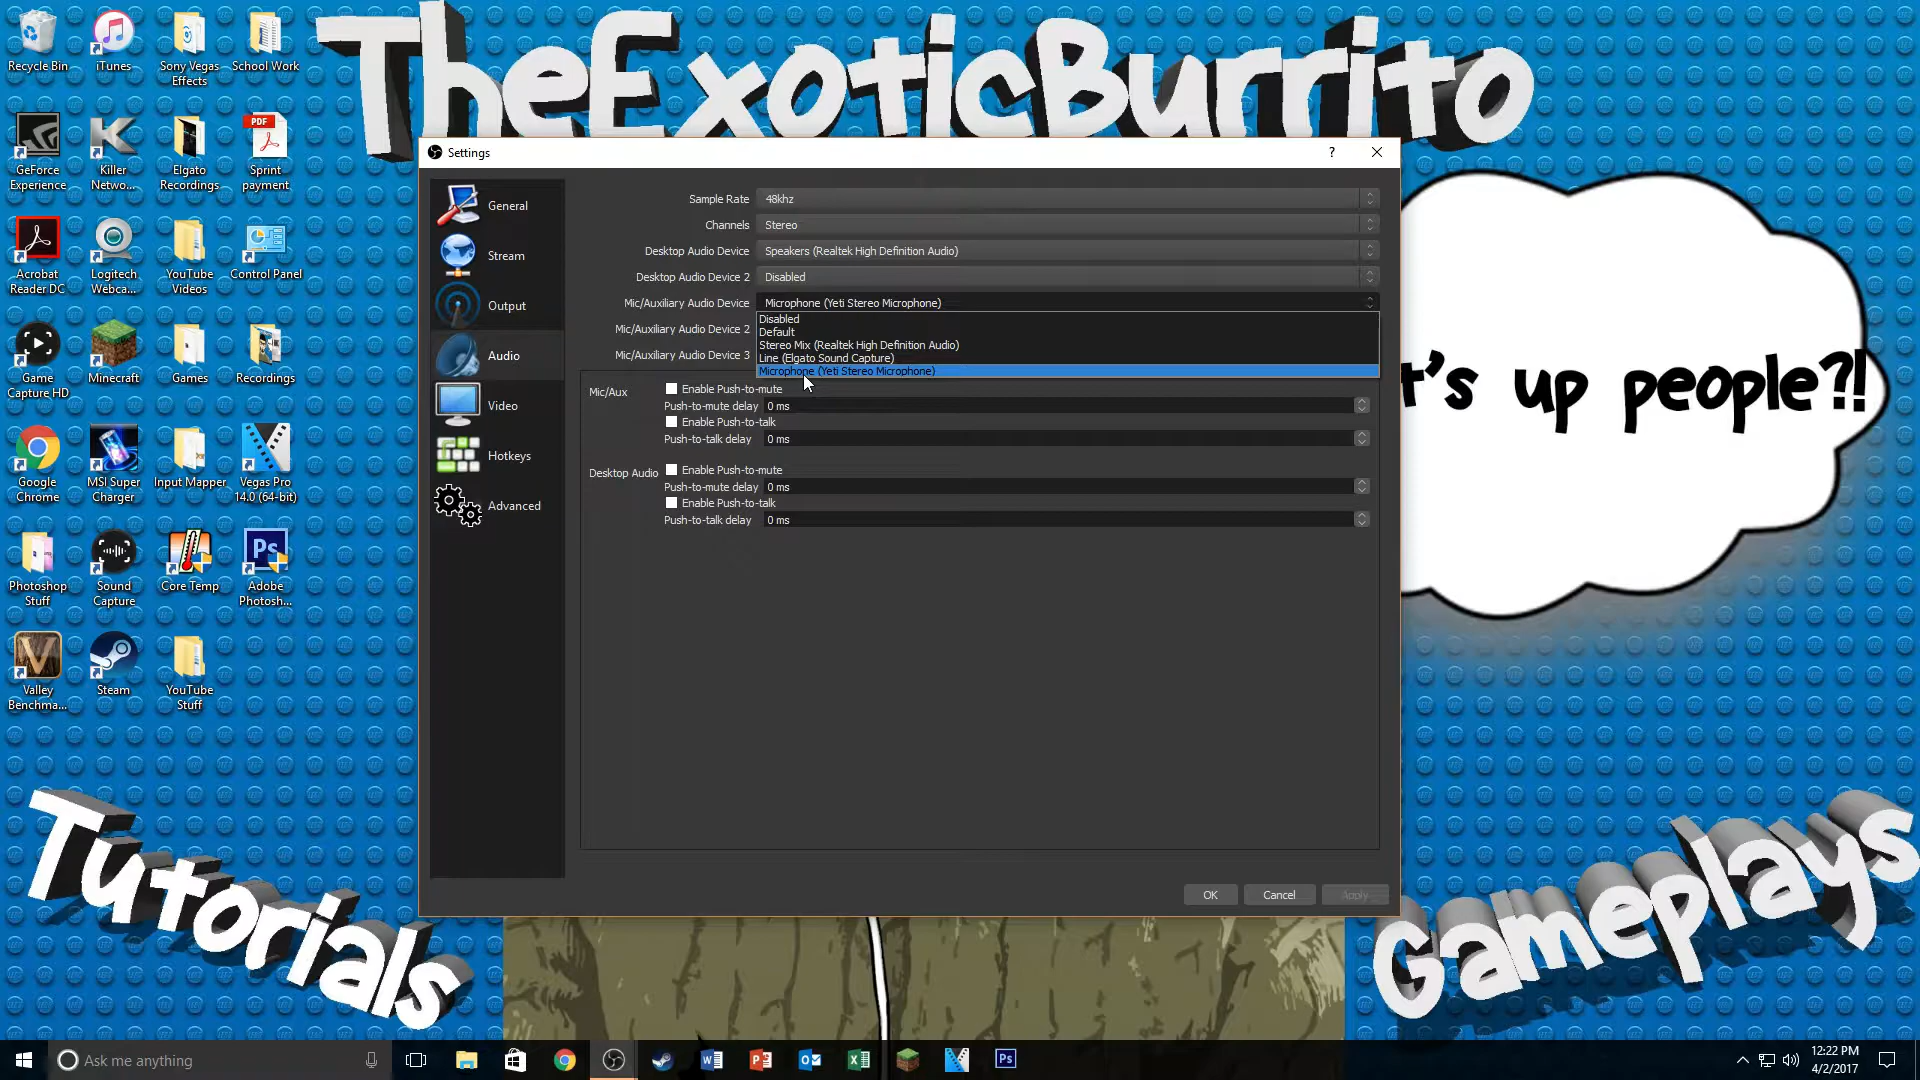 TheExoticBurrito
Recycle Bin
iTunes
Sony Vegas
Effects
School Work
GeForce
Experience
Killer
Netwo...
Elgato
Recordings
PDF
Sprint
payment
Acrobat
Reader DC
Logitech
Webca...
YouTube
Videos
Control Panel
Game
Capture HD
Minecraft
Games
Recordings
Google
Chrome
MSI Super
Charger
Input Mapper
Vegas Pro
14.0 (64-bit)
Photoshop
Stuff
Sound
Capture
Core Temp
Ps
Adobe
Photosh...
Valley
Benchma...
Steam
YouTube
Stuff
Settings
?
General
Stream
Output
Audio
Video
Hotkeys
Advanced
Sample Rate 48khz
Channels Stereo
Desktop Audio Device Speakers (Realtek High Definition Audio)
Desktop Audio Device 2 Disabled
Mic/Auxiliary Audio Device Microphone (Yeti Stereo Microphone)
Mic/Auxiliary Audio Device 2
Mic/Auxiliary Audio Device 3
Disabled
Default
Stereo Mix (Realtek High Definition Audio)
Line (Elgato Sound Capture)
Microphone (Yeti Stereo Microphone)
Mic/Aux
Enable Push-to-mute
Push-to-mute delay 0 ms
Enable Push-to-talk
Push-to-talk delay 0 ms
Desktop Audio
Enable Push-to-mute
Push-to-mute delay 0 ms
Enable Push-to-talk
Push-to-talk delay 0 ms
OK
Cancel
Apply
t's up people?!
Tutorials
Gameplays
Ask me anything
Ps
12:22 PM
4/2/2017